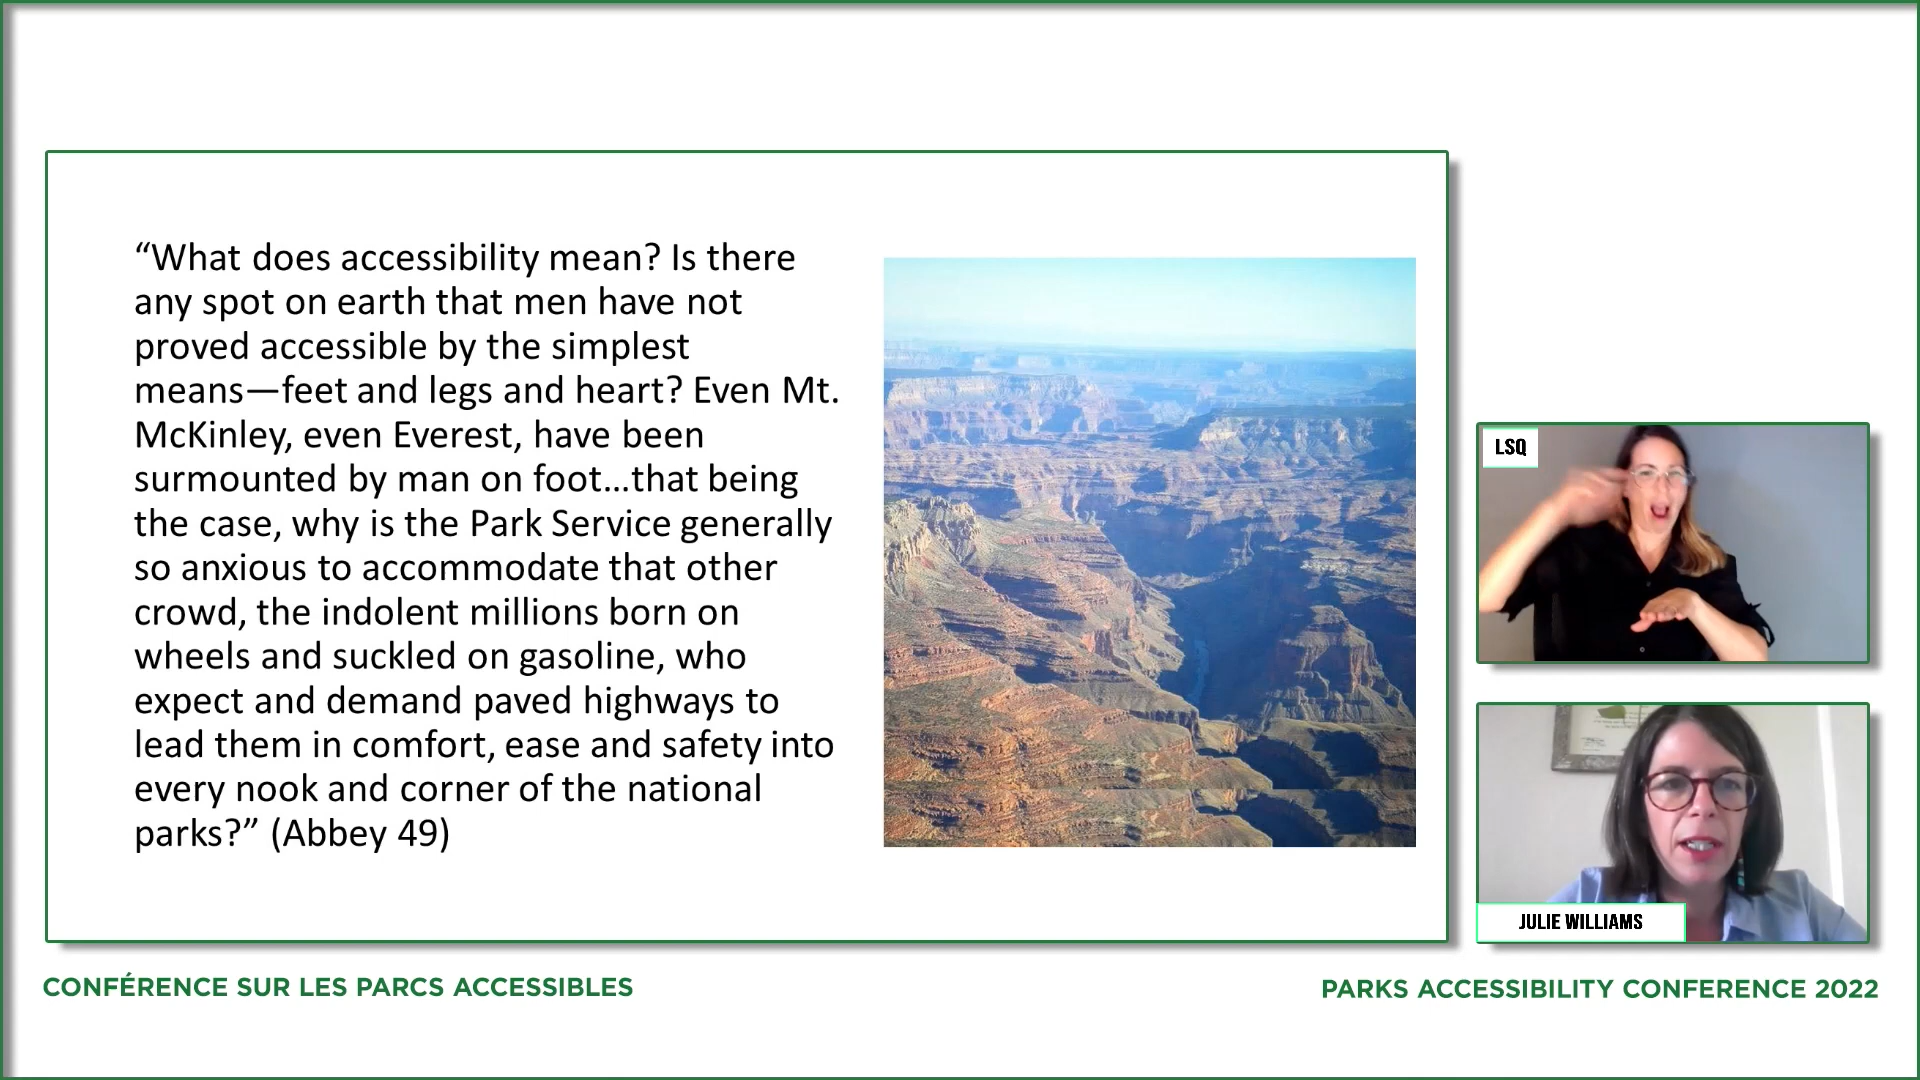 “What does accessibility mean? Is there
any spot on earth that men have not
proved accessible by the simplest
means—feet and legs and heart? Even Mt.
McKinley, even Everest, have been
surmounted by man on foot…that being
the case, why is the Park Service generally
so anxious to accommodate that other
crowd, the indolent millions born on
wheels and suckled on gasoline, who
expect and demand paved highways to
lead them in comfort, ease and safety into
every nook and corner of the national
parks?” (Abbey 49)
LSQ
JULIE WILLIAMS
CONFÉRENCE SUR LES PARCS ACCESSIBLES
PARKS ACCESSIBILITY CONFERENCE 2022